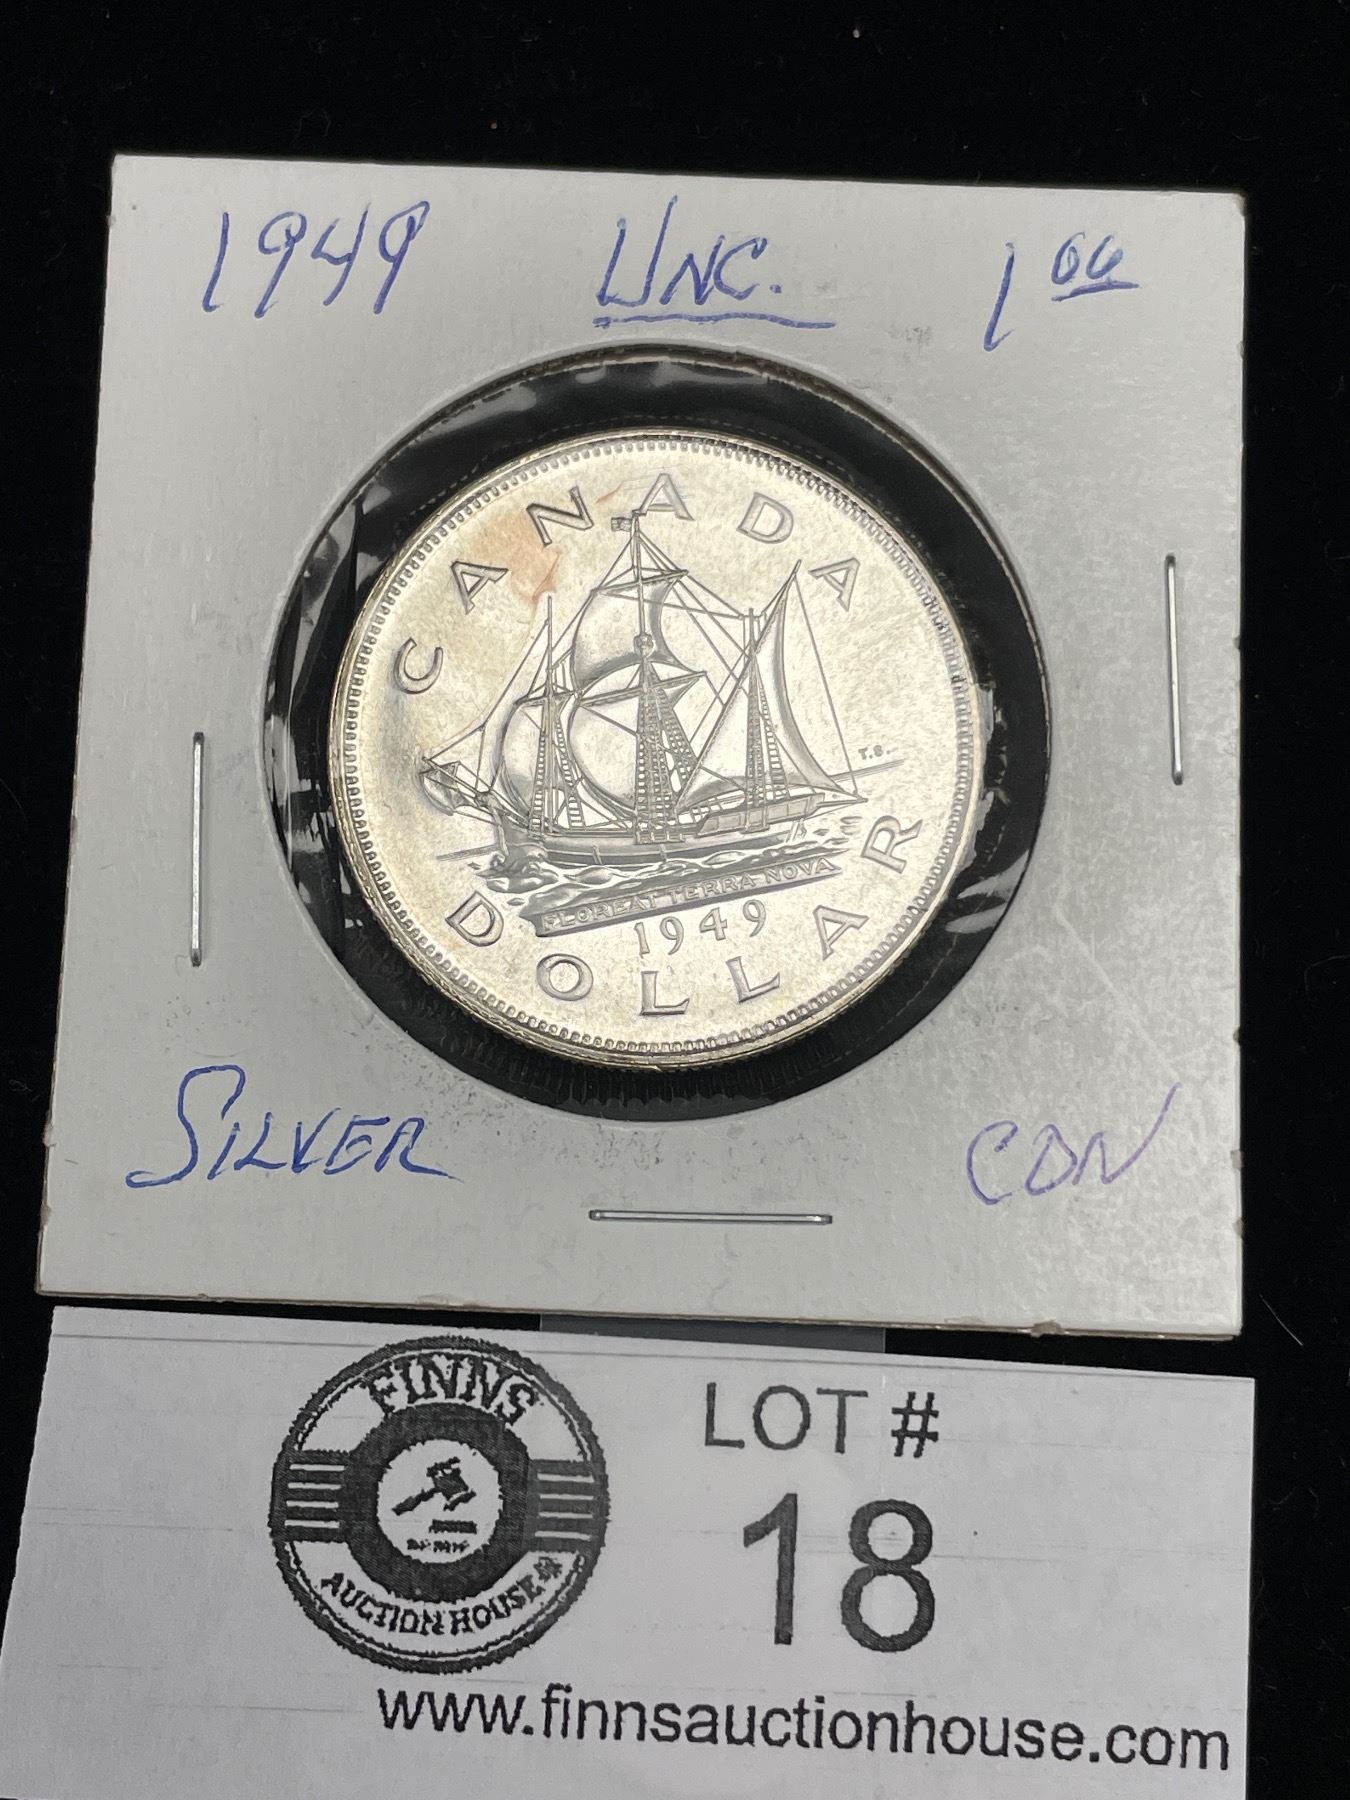 1949 UNC. 1 00
CANADA
T.S.
FLOREAT TERRA NOVA
1949
DOLLAR
SILVER CDN
FINNS
AUCTION HOUSE
LOT #
18
www.finnsauctionhouse.com